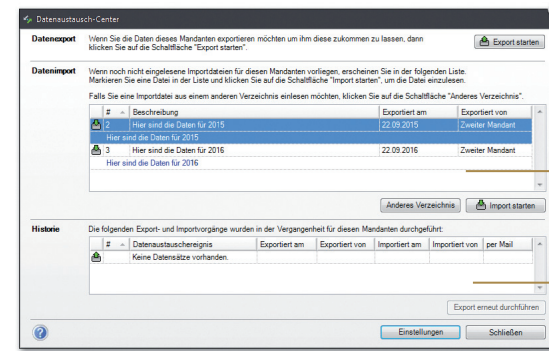 Datenaustausch-Center
Datenexport
Wenn Sie die Daten dieses Mandanten exportieren möchten um ihm diese zukommen zu lassen, dann
klicken Sie auf die Schaltfläche "Export starten".
Export starten
Datenimport
Wenn noch nicht eingelesene Importdateien für diesen Mandanten vorliegen, erscheinen Sie in der folgenden Liste.
Markieren Sie eine Datei in der Liste und klicken Sie auf die Schaltfläche "Import starten", um die Datei einzulesen.
Falls Sie eine Importdatei aus einem anderen Verzeichnis einlesen möchten, klicken Sie auf die Schaltfläche "Anderes Verzeichnis".
# Beschreibung Exportiert am Exportiert von
2 Hier sind die Daten für 2015 22.09.2015 Zweiter Mandant
Hier sind die Daten für 2015
3 Hier sind die Daten für 2016 22.09.2016 Zweiter Mandant
Hier sind die Daten für 2016
Anderes Verzeichnis Import starten
Historie
Die folgenden Export- und Importvorgänge wurden in der Vergangenheit für diesen Mandanten durchgeführt:
# Datenaustauschereignis Exportiert am Exportiert von Importiert am Importiert von per Mail
Keine Datensätze vorhanden.
Export erneut durchführen
Einstellungen Schließen